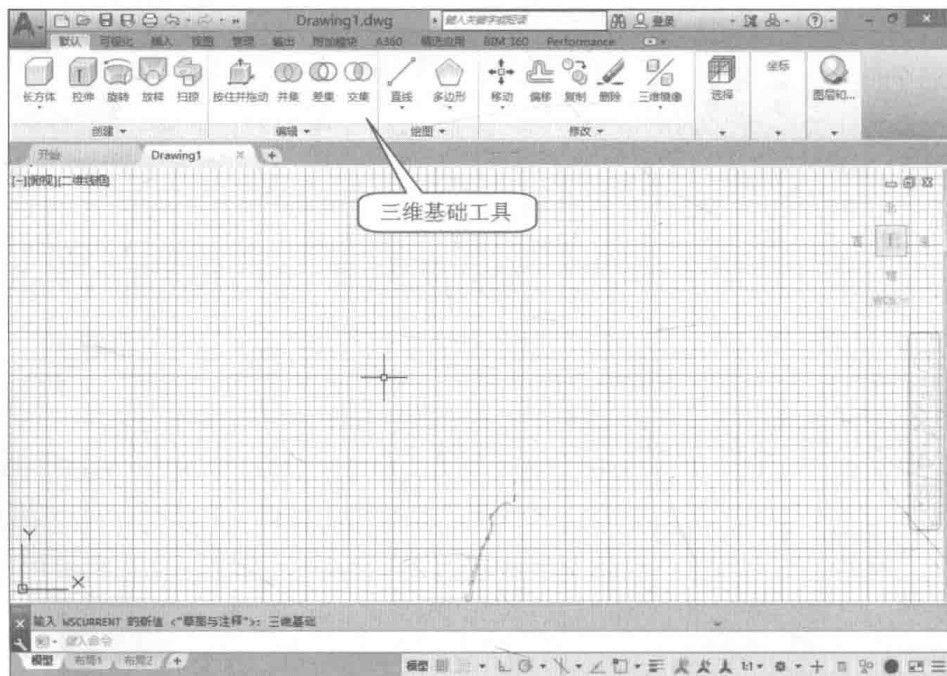 Drawing1.dwg
键入关键字或短语
登录
默认 可视化 插入 视图 管理 输出 附加模块 A360 精选应用 BIM 360 Performance
长方体 拉伸 旋转 放样 扫掠 按住并拖动 并集 差集 交集 直线 多边形 移动 偏移 复制 删除 三维镜像 选择 坐标 图层和...
创建 编辑 绘图 修改
开始 Drawing1
[-][俯视][二维线框]
三维基础工具
北
西 上 东
南
WCS
Y
X
输入 WSCURRENT 的新值 <"草图与注释">: 三维基础
键入命令
模型 布局1 布局2
模型 1:1